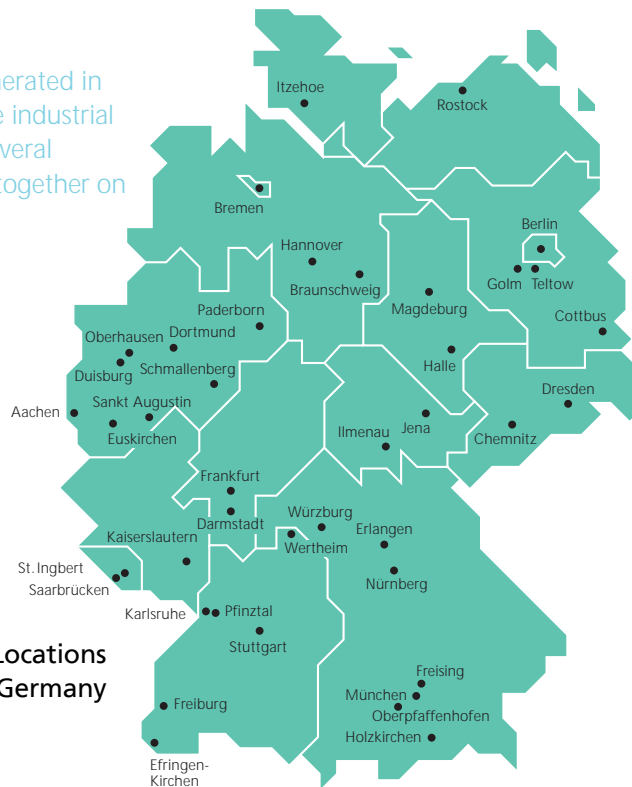 nerated in
e industrial
veral
together on
Itzehoe
Rostock
Bremen
Berlin
Hannover
Golm
Teltow
Braunschweig
Magdeburg
Paderborn
Cottbus
Oberhausen
Dortmund
Halle
Duisburg
Schmallenberg
Dresden
Aachen
Sankt Augustin
Euskirchen
Ilmenau
Jena
Chemnitz
Frankfurt
Darmstadt
Würzburg
Wertheim
Erlangen
Kaiserslautern
St. Ingbert
Saarbrücken
Nürnberg
Karlsruhe
Pfinztal
Stuttgart
Locations
Germany
Freising
München
Freiburg
Oberpfaffenhofen
Holzkirchen
Efringen-
Kirchen